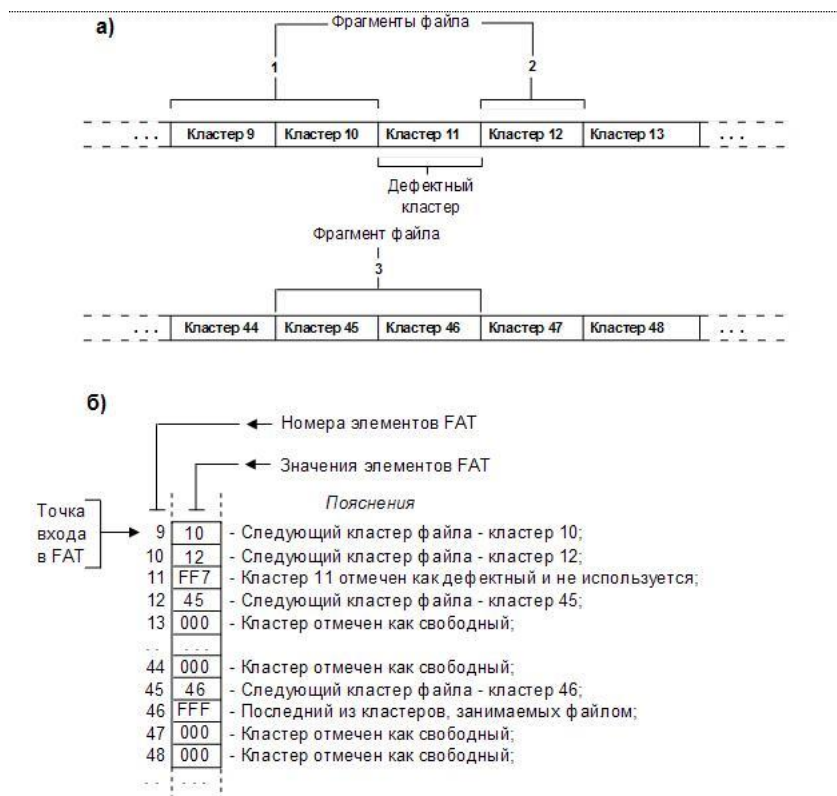 а)
Фрагменты файла
1 2
... Кластер 9 Кластер 10 Кластер 11 Кластер 12 Кластер 13 ...
Дефектный
кластер
Фрагмент файла
3
... Кластер 44 Кластер 45 Кластер 46 Кластер 47 Кластер 48 ...
б)
Номера элементов FAT
Значения элементов FAT
Пояснения
Точка
входа
в FAT
9 10 - Следующий кластер файла - кластер 10;
10 12 - Следующий кластер файла - кластер 12;
11 FF7 - Кластер 11 отмечен как дефектный и не используется;
12 45 - Следующий кластер файла - кластер 45;
13 000 - Кластер отмечен как свободный;
.. ...
44 000 - Кластер отмечен как свободный;
45 46 - Следующий кластер файла - кластер 46;
46 FFF - Последний из кластеров, занимаемых файлом;
47 000 - Кластер отмечен как свободный;
48 000 - Кластер отмечен как свободный;
.. ...